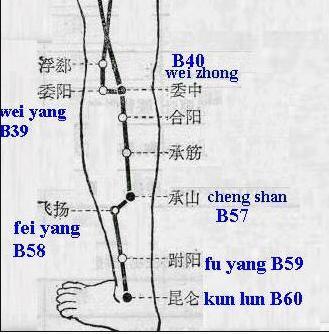 浮郄
B40
wei zhong
委阳
委中
wei yang
B39
合阳
承筋
承山
cheng shan
B57
飞扬
fei yang
B58
跗阳
fu yang B59
昆仑
kun lun B60